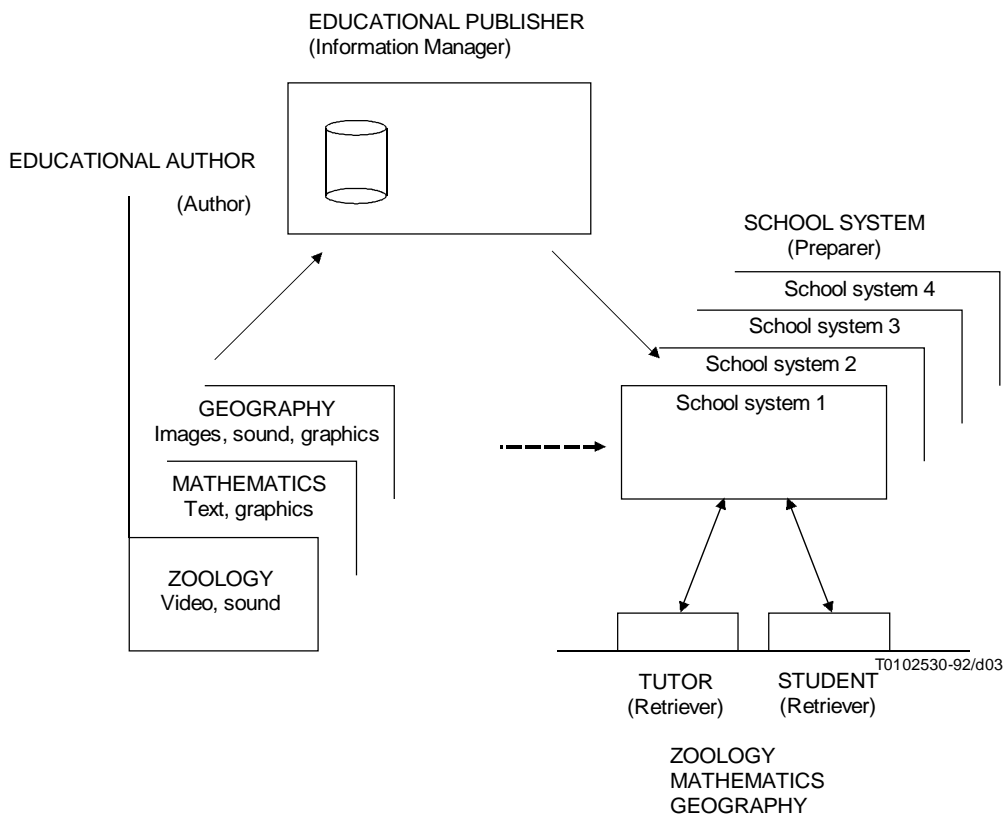 EDUCATIONAL PUBLISHER
(Information Manager)
EDUCATIONAL AUTHOR
(Author)
SCHOOL SYSTEM
(Preparer)
School system 4
School system 3
School system 2
School system 1
GEOGRAPHY
Images, sound, graphics
MATHEMATICS
Text, graphics
ZOOLOGY
Video, sound
T0102530-92/d03
TUTOR
(Retriever)
STUDENT
(Retriever)
ZOOLOGY
MATHEMATICS
GEOGRAPHY